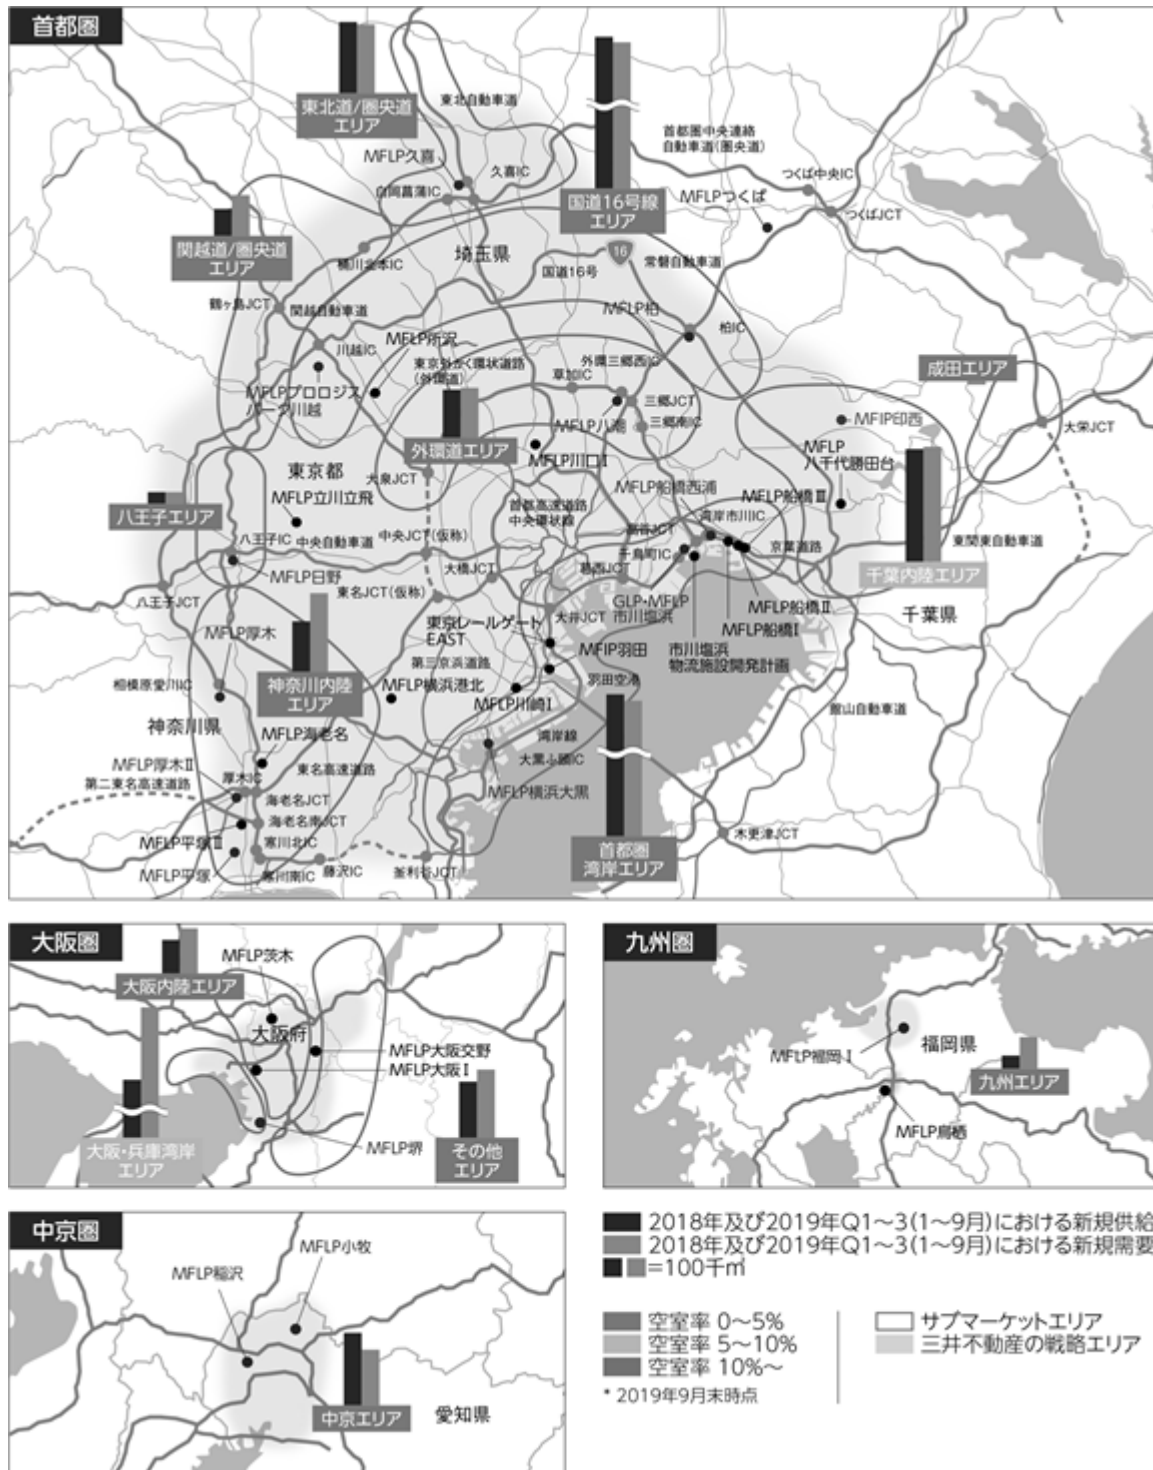 首都圏
東北道/圏央道
エリア
東北自動車道
MFLP久喜
久喜IC
白岡菖蒲IC
首都圏中央連絡
自動車道(圏央道)
つくば中央IC
国道16号線
エリア
MFLPつくば
つくばJCT
関越道/圏央道
エリア
埼玉県
桶川北本IC
16
国道16号
常磐自動車道
鶴ヶ島JCT
関越自動車道
MFLP柏
柏IC
川越IC
MFLP所沢
東京外かく環状道路
(外環道)
外環三郷西IC
草加IC
成田エリア
MFLPプロロジス
パーク川越
三郷JCT
三郷南IC
MFLP八潮
MFIP印西
大栄JCT
外環道エリア
MFLP川口Ⅰ
MFLP
八千代勝田台
東京都
大泉JCT
MFLP立川立飛
首都高速道路
中央環状線
MFLP船橋西浦
MFLP船橋Ⅲ
湾岸市川IC
八王子エリア
八王子IC
中央自動車道
中央JCT(仮称)
高谷JCT
千鳥町IC
京葉道路
東関東自動車道
MFLP日野
大橋JCT
葛西JCT
千葉内陸エリア
八王子JCT
東名JCT(仮称)
GLP・MFLP
市川塩浜
MFLP船橋Ⅱ
MFLP船橋Ⅰ
千葉県
MFLP厚木
東京レールゲート
EAST
大井JCT
MFIP羽田
市川塩浜
物流施設開発計画
第三京浜道路
羽田空港
相模原愛川IC
神奈川内陸
エリア
MFLP横浜港北
MFLP川崎Ⅰ
館山自動車道
神奈川県
MFLP海老名
湾岸線
大黒ふ頭IC
MFLP厚木Ⅱ
東名高速道路
第二東名高速道路
厚木IC
MFLP横浜大黒
海老名JCT
海老名南JCT
木更津JCT
MFLP平塚Ⅱ
寒川北IC
首都圏
湾岸エリア
MFLP平塚
寒川南IC
藤沢IC
釜利谷JCT
大阪圏
大阪内陸エリア
MFLP茨木
大阪府
MFLP大阪交野
MFLP大阪Ⅰ
大阪・兵庫湾岸
エリア
MFLP堺
その他
エリア
九州圏
MFLP福岡Ⅰ
福岡県
九州エリア
MFLP鳥栖
中京圏
MFLP小牧
MFLP稲沢
中京エリア
愛知県
2018年及び2019年Q1～3(1～9月)における新規供給
2018年及び2019年Q1～3(1～9月)における新規需要
=100千㎡
空室率 0～5%
空室率 5～10%
空室率 10%～
* 2019年9月末時点
サブマーケットエリア
三井不動産の戦略エリア